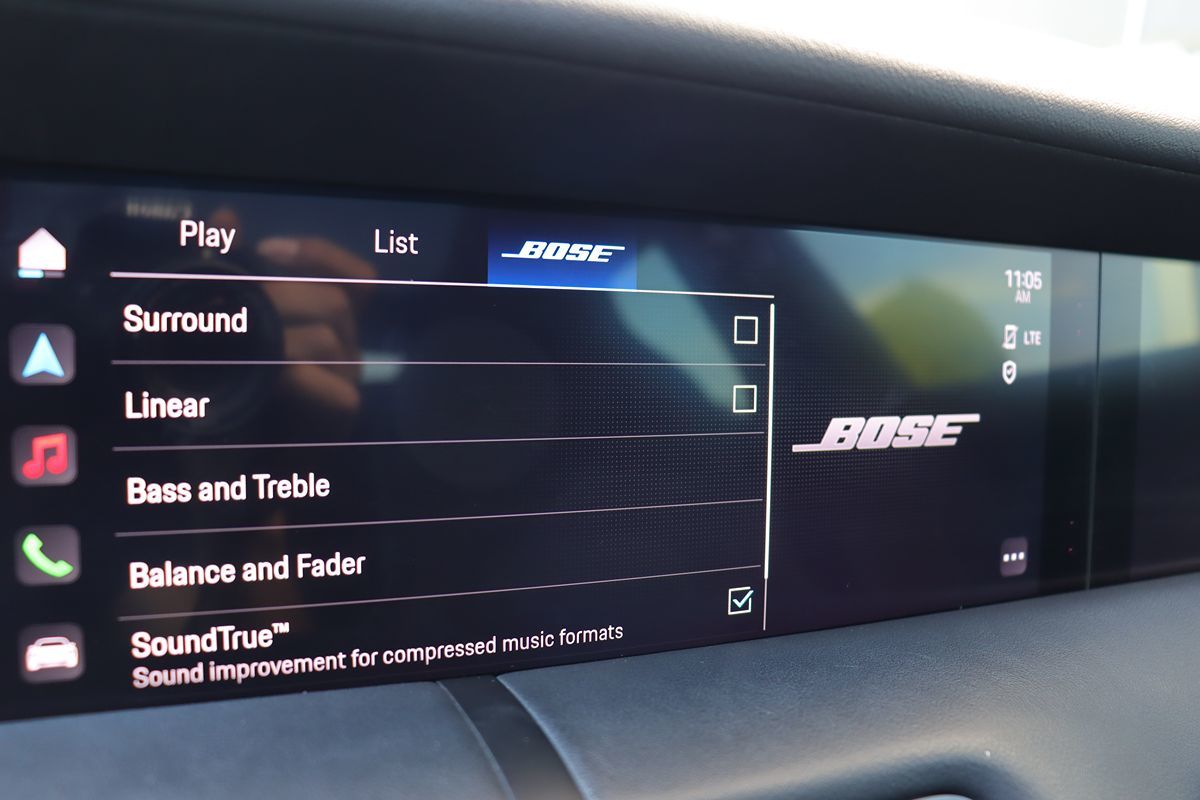 Play
List
BOSE
Surround
Linear
Bass and Treble
Balance and Fader
SoundTrue™
Sound improvement for compressed music formats
11:05
AM
LTE
BOSE